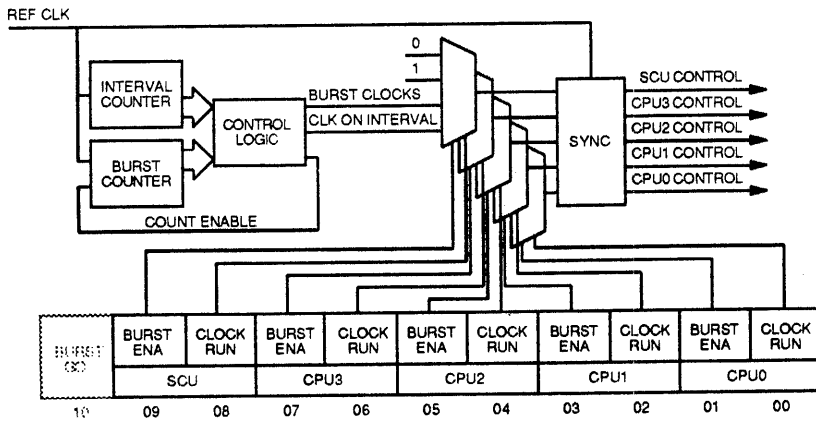 REF CLK
0
1
INTERVAL
COUNTER
BURST
COUNTER
CONTROL
LOGIC
BURST CLOCKS
CLK ON INTERVAL
COUNT ENABLE
SYNC
SCU CONTROL
CPU3 CONTROL
CPU2 CONTROL
CPU1 CONTROL
CPU0 CONTROL
BURST
GO
BURST ENA CLOCK RUN BURST ENA CLOCK RUN BURST ENA CLOCK RUN BURST ENA CLOCK RUN BURST ENA CLOCK RUN
SCU CPU3 CPU2 CPU1 CPU0
10 09 08 07 06 05 04 03 02 01 00